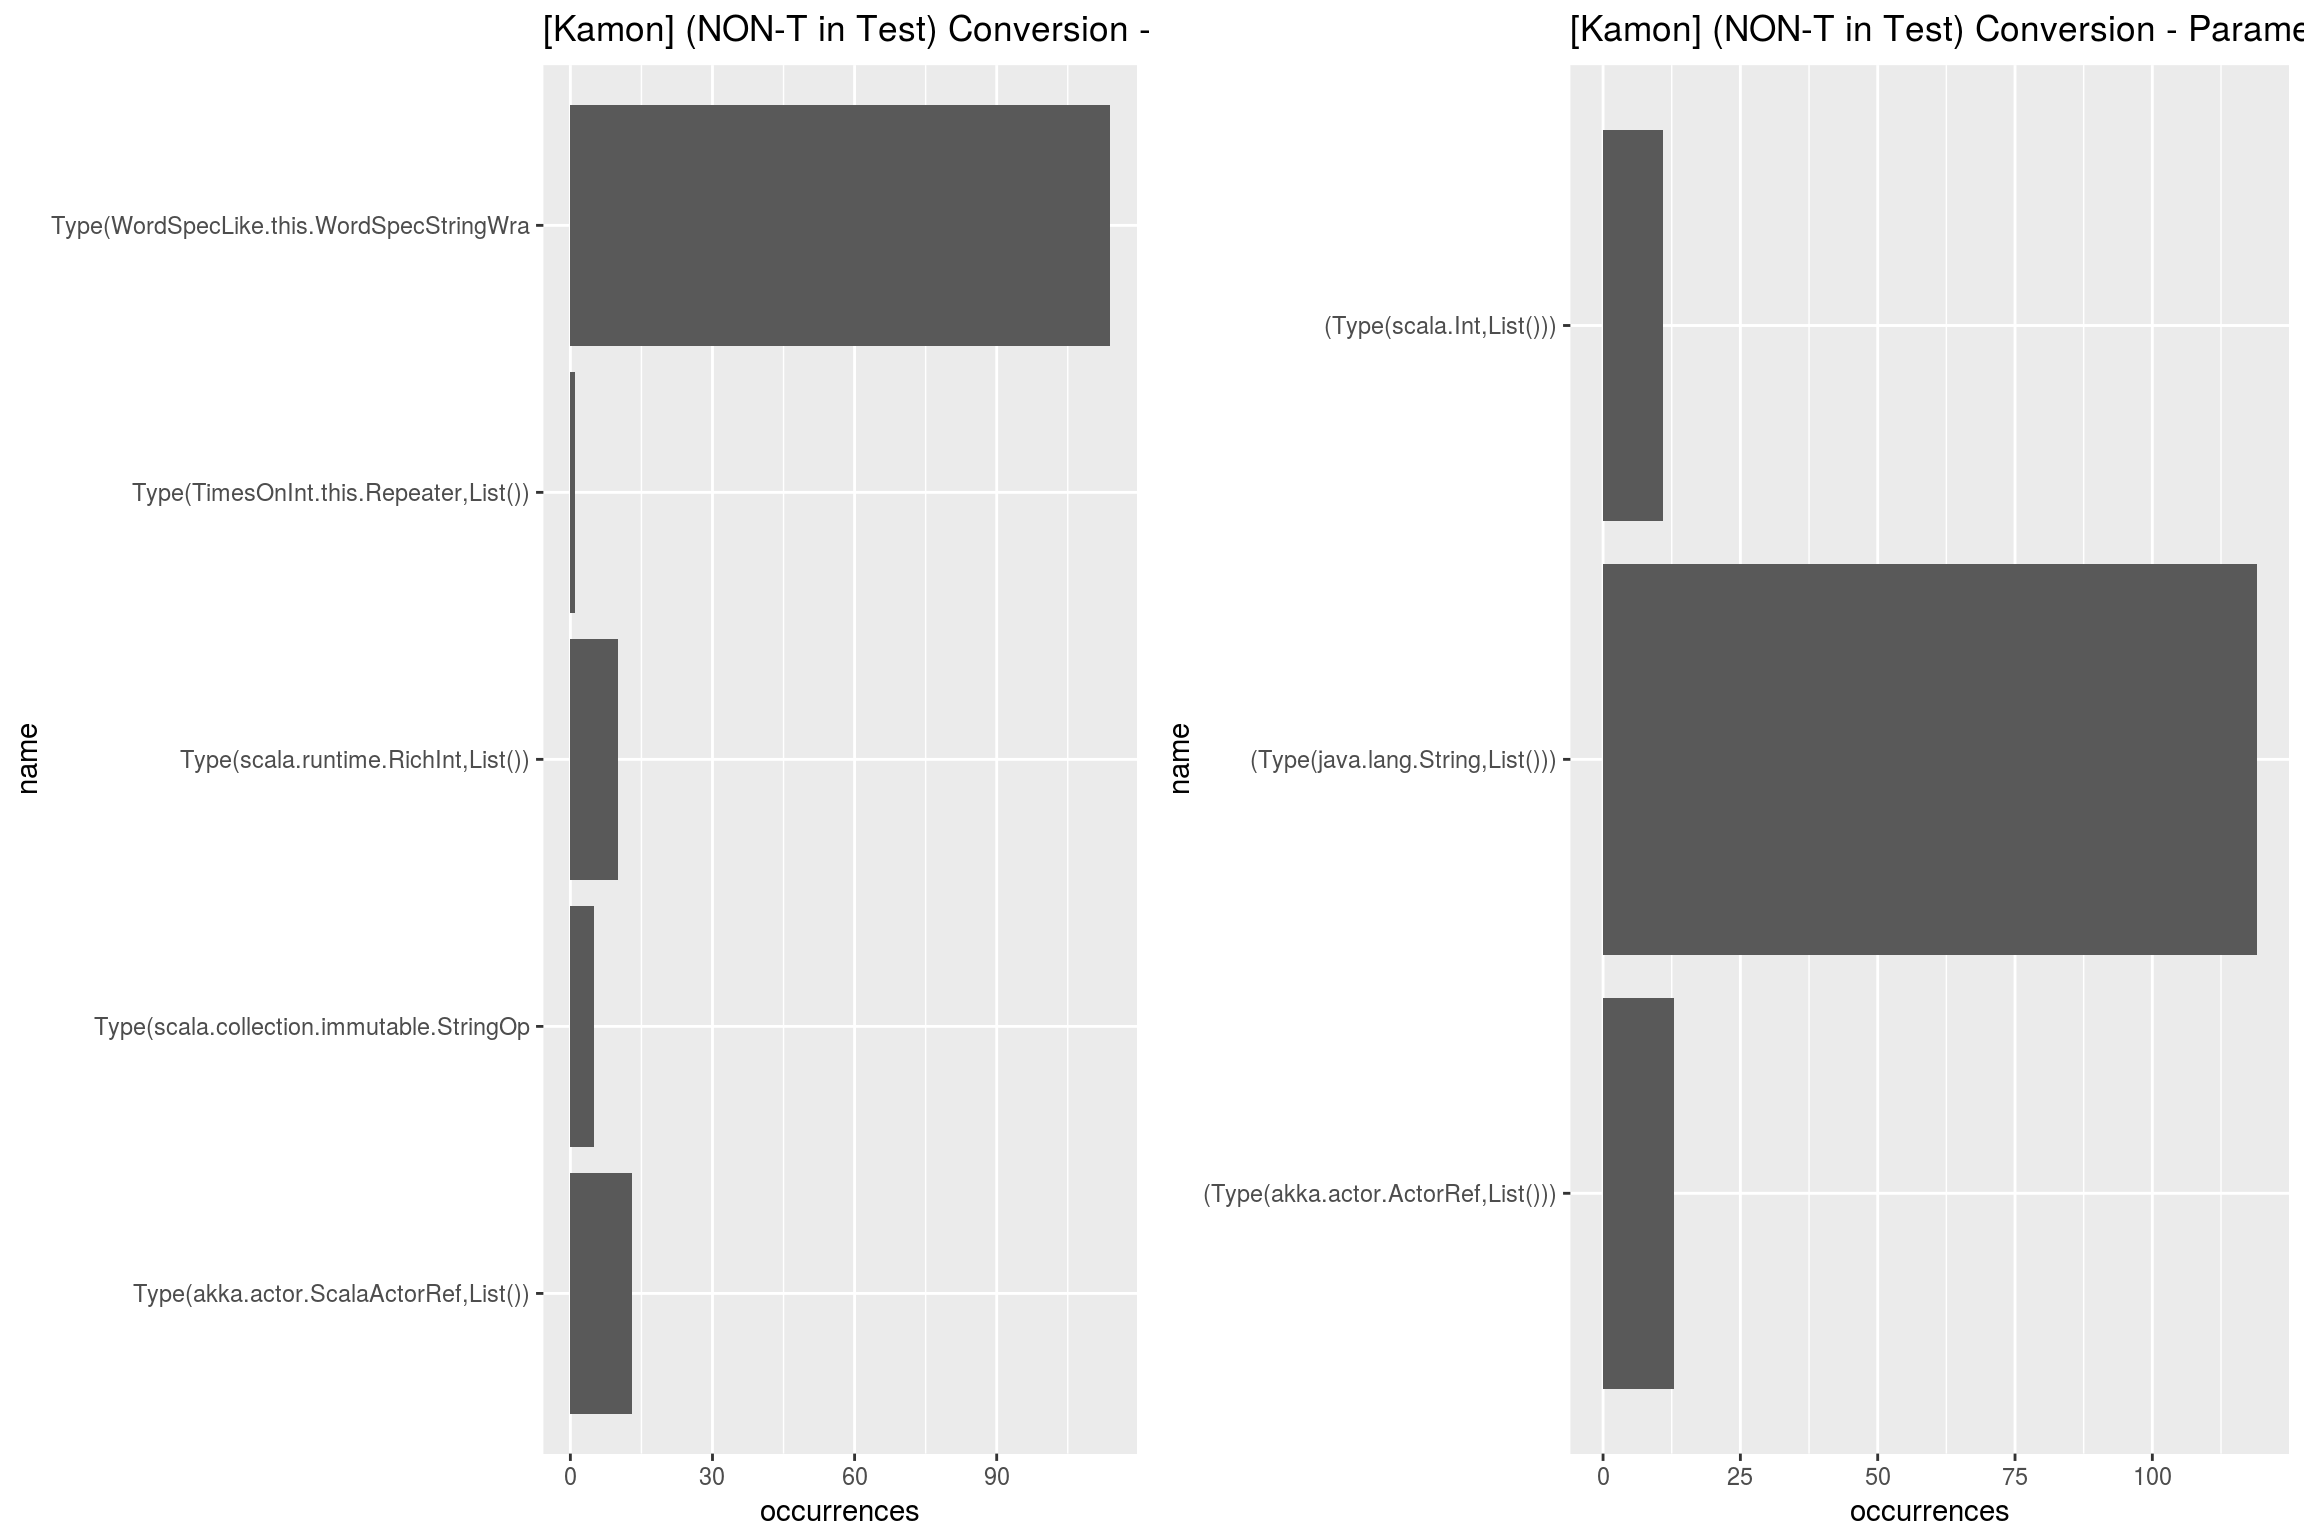 [Kamon] (NON-T in Test) Conversion -
Type(WordSpecLike.this.WordSpecStringWra
Type(TimesOnInt.this.Repeater,List())
Type(scala.runtime.RichInt,List())
Type(scala.collection.immutable.StringOp
Type(akka.actor.ScalaActorRef,List())
name
0 30 60 90
occurrences
[Kamon] (NON-T in Test) Conversion - Parame
(Type(scala.Int,List()))
(Type(java.lang.String,List()))
(Type(akka.actor.ActorRef,List()))
name
0 25 50 75 100
occurrences